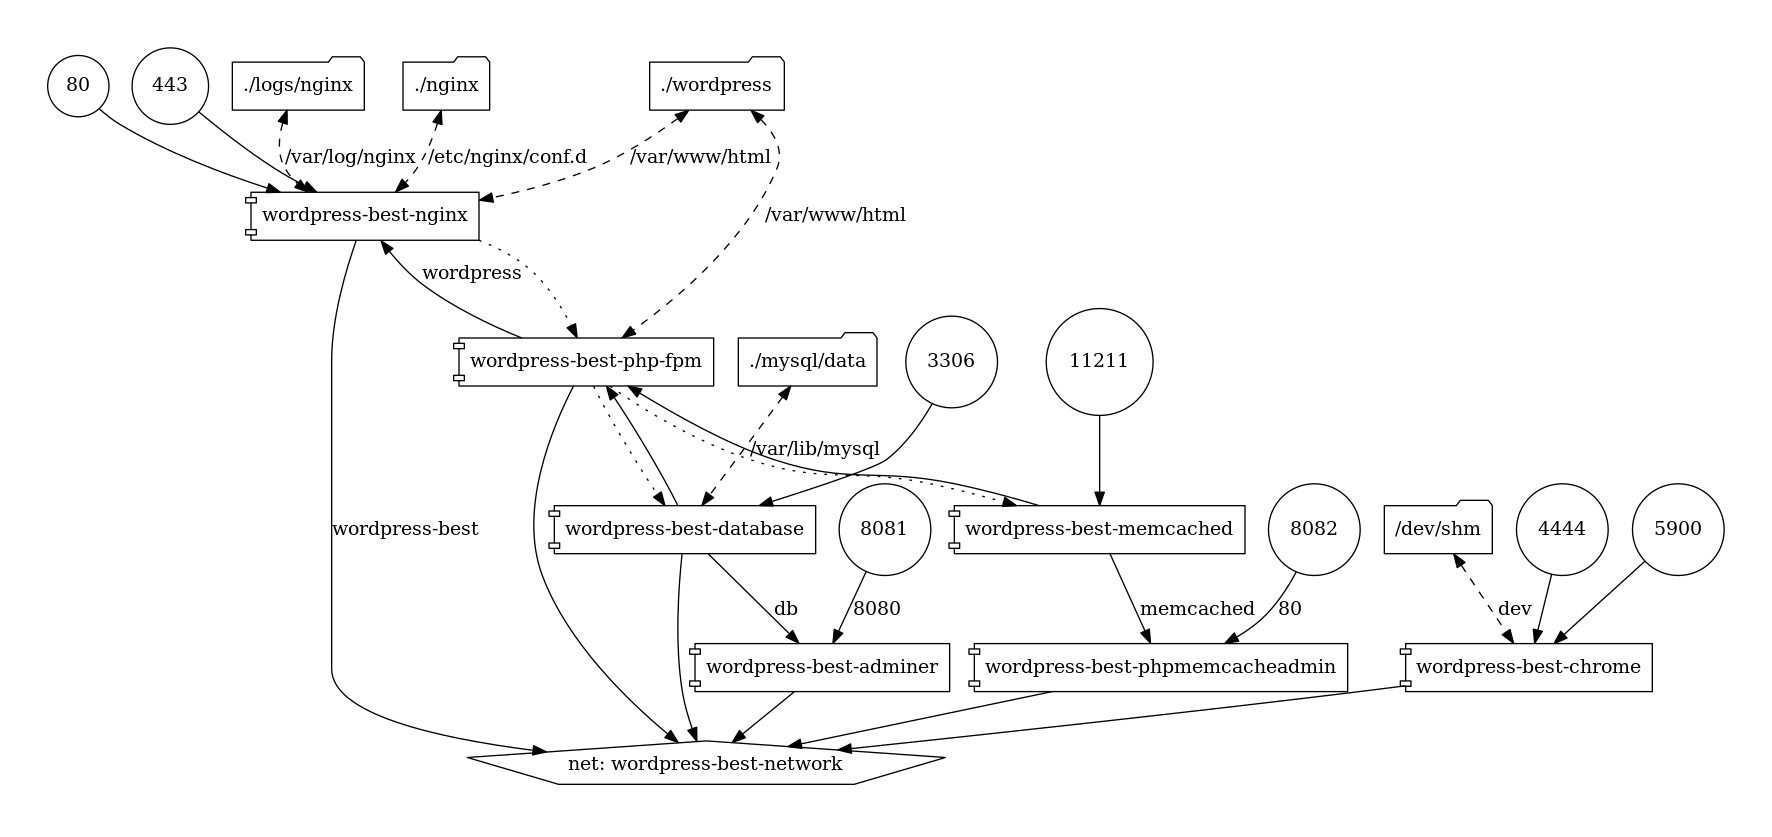 80
443
./logs/nginx
./nginx
./wordpress
/var/log/nginx
/etc/nginx/conf.d
/var/www/html
wordpress-best-nginx
/var/www/html
wordpress
wordpress-best-php-fpm
./mysql/data
3306
11211
/var/lib/mysql
wordpress-best
wordpress-best-database
8081
wordpress-best-memcached
8082
/dev/shm
4444
5900
db
8080
memcached
80
dev
wordpress-best-adminer
wordpress-best-phpmemcacheadmin
wordpress-best-chrome
net: wordpress-best-network